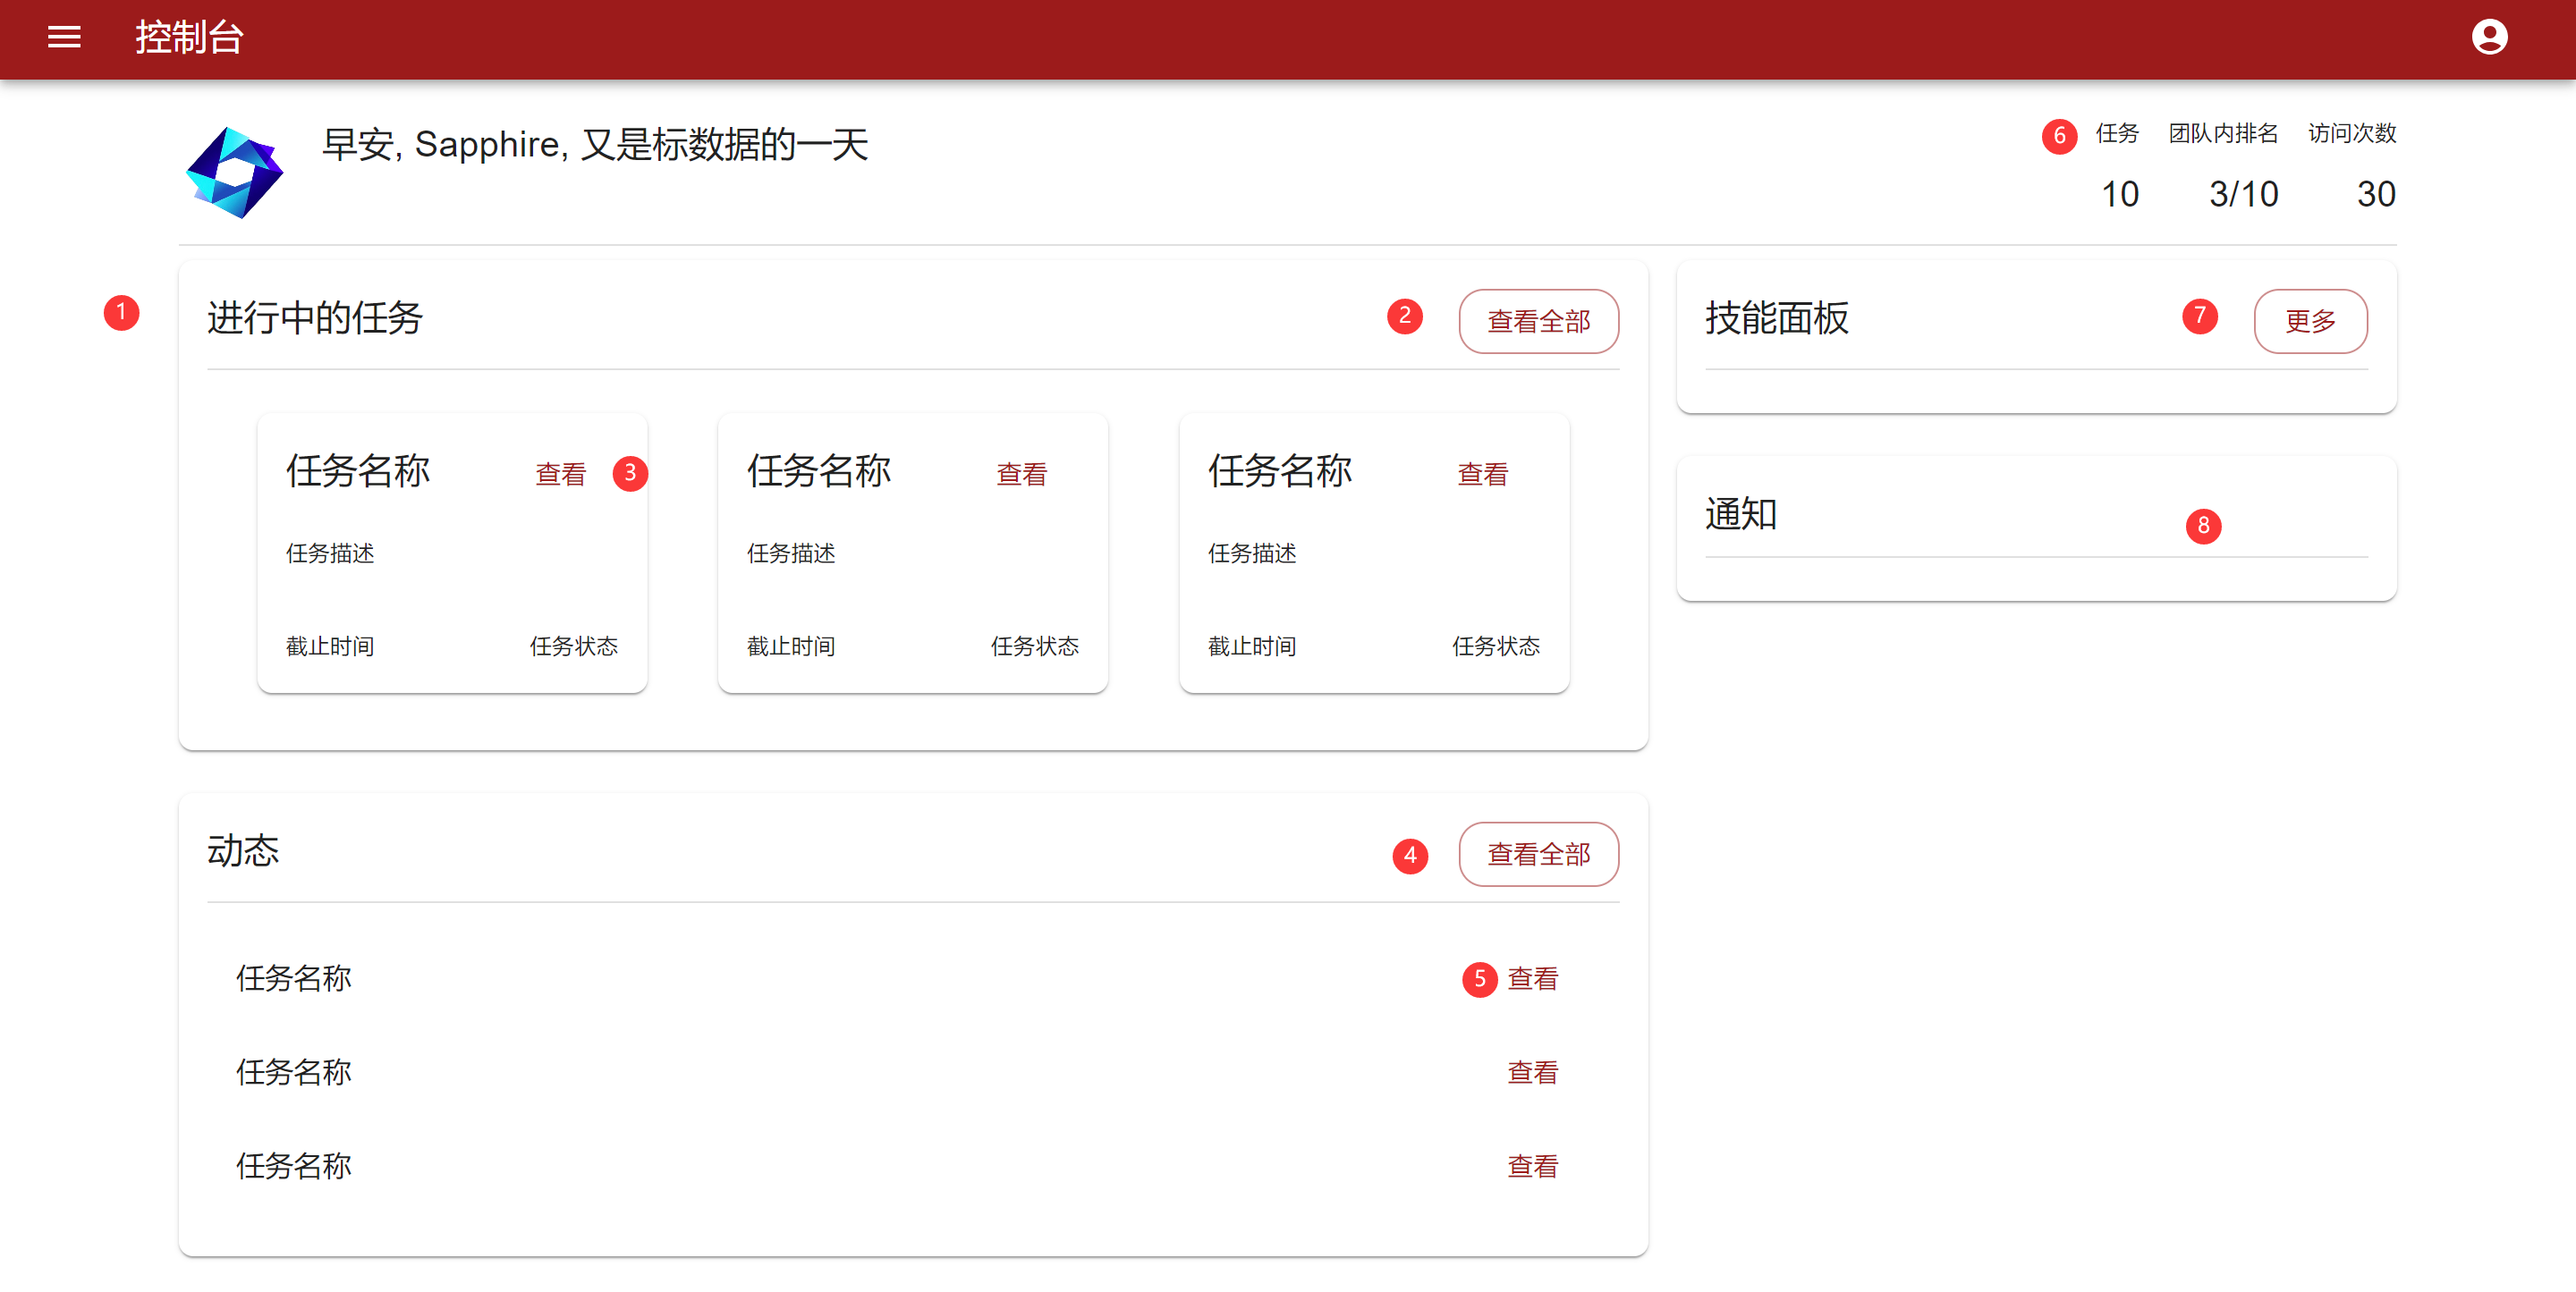 控制台
早安, Sapphire, 又是标数据的一天
6 任务 团队内排名 访问次数
10 3/10 30
1 进行中的任务 2 查看全部
任务名称 查看 3
任务描述
截止时间 任务状态
任务名称 查看
任务描述
截止时间 任务状态
任务名称 查看
任务描述
截止时间 任务状态
动态 4 查看全部
任务名称 5 查看
任务名称 查看
任务名称 查看
技能面板 7 更多
通知 8